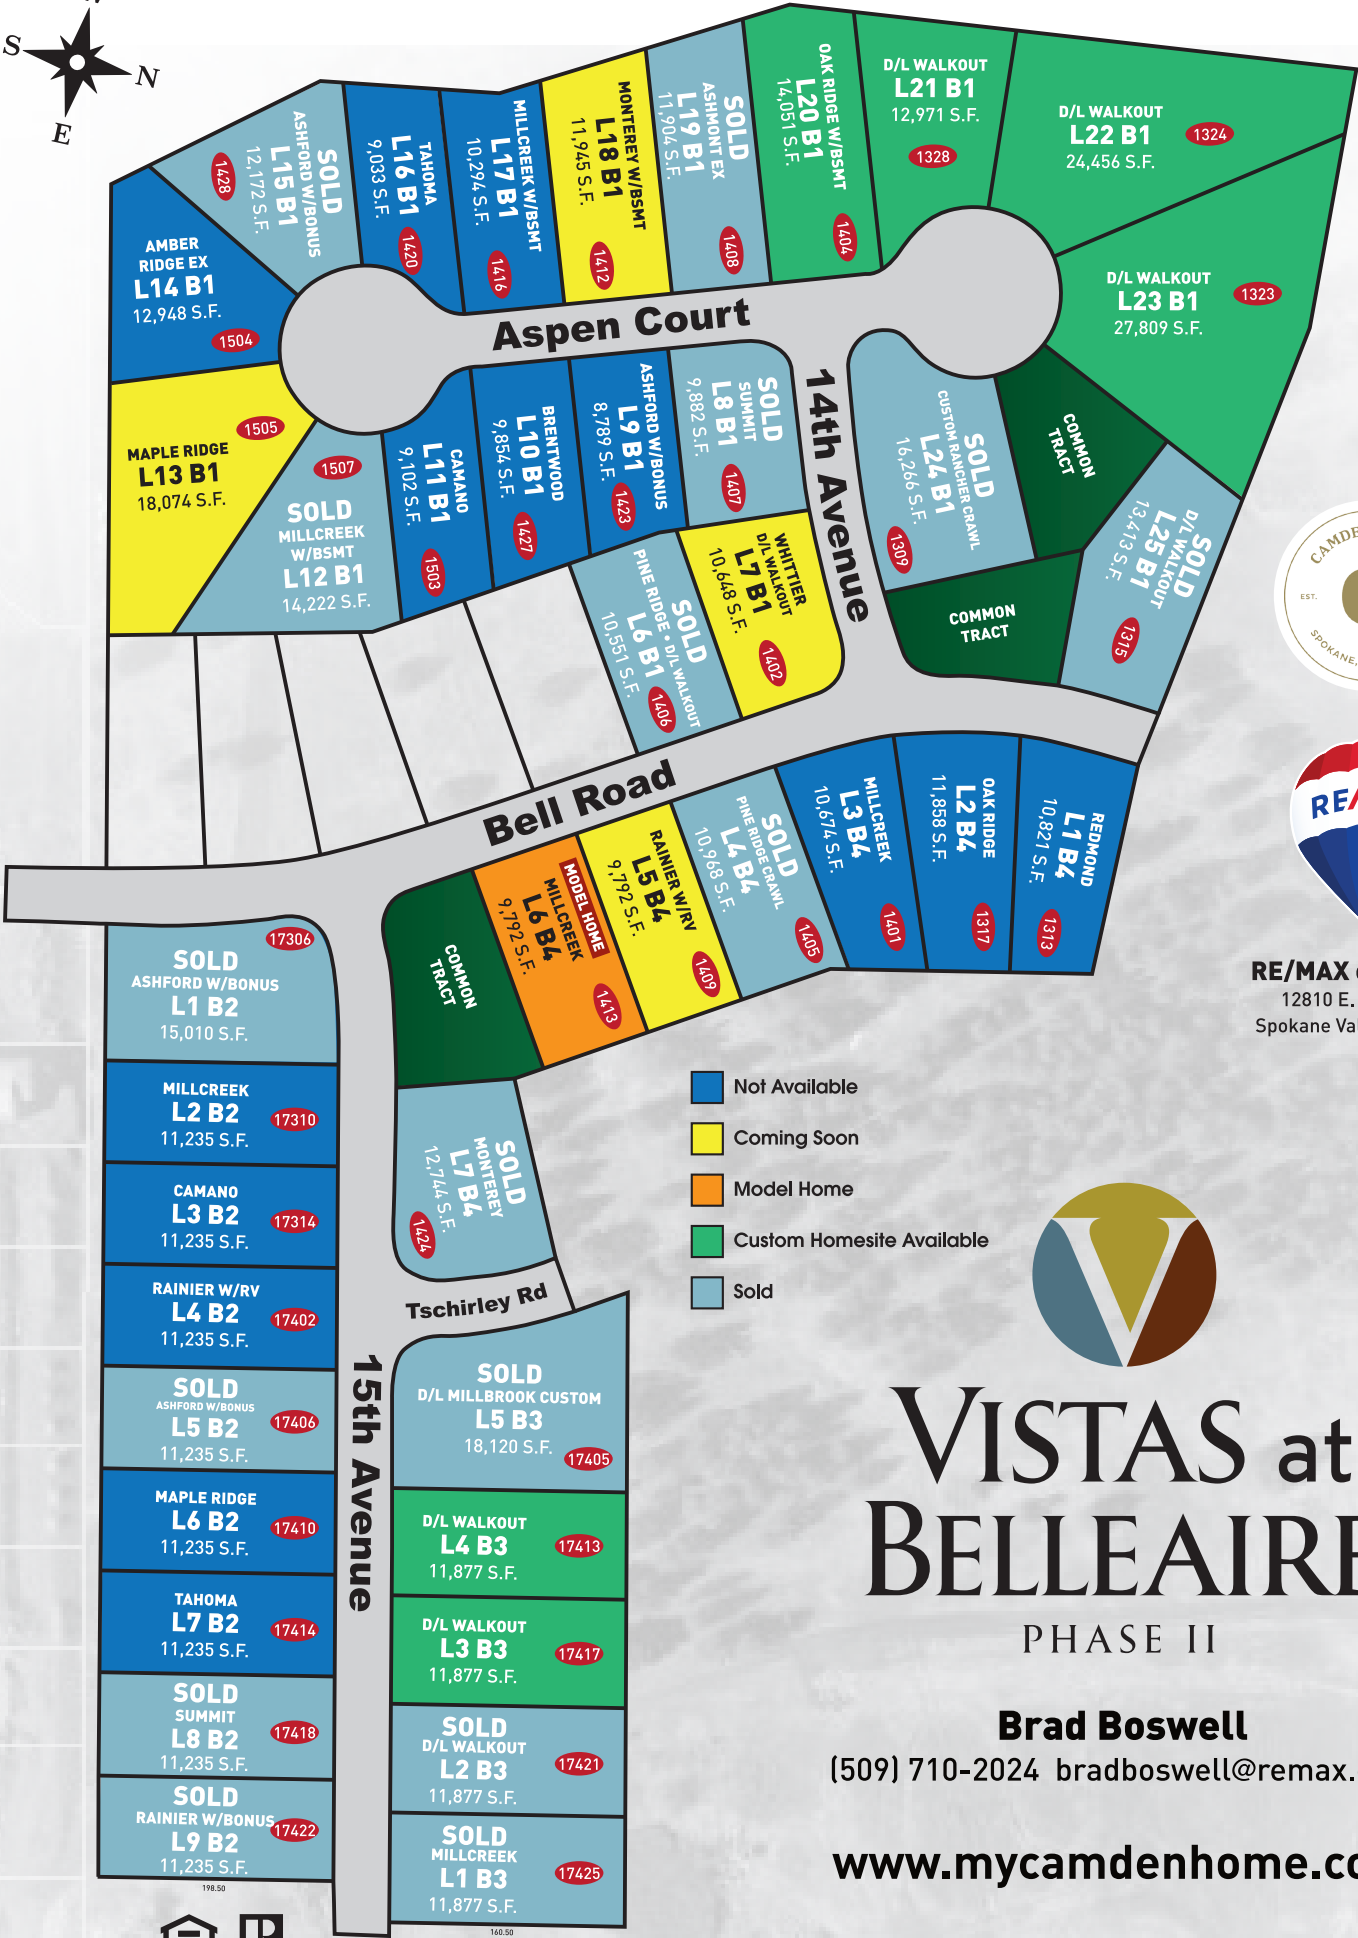 S
N
E
SOLD
ASHFORD W/BONUS
L15 B1
12,172 S.F.
1428
TAHOMA
L16 B1
9,033 S.F.
1420
MILLCREEK W/BSMT
L17 B1
10,294 S.F.
1416
MONTEREY W/BSMT
L18 B1
11,945 S.F.
1412
SOLD
ASHMONT EX
L19 B1
11,904 S.F.
1408
OAK RIDGE W/BSMT
L20 B1
14,051 S.F.
1404
D/L WALKOUT
L21 B1
12,971 S.F.
1328
D/L WALKOUT
L22 B1
24,456 S.F.
1324
D/L WALKOUT
L23 B1
27,809 S.F.
1323
AMBER
RIDGE EX
L14 B1
12,948 S.F.
1504
Aspen Court
MAPLE RIDGE
L13 B1
18,074 S.F.
1505
1507
SOLD
MILLCREEK
W/BSMT
L12 B1
14,222 S.F.
CAMANO
L11 B1
9,102 S.F.
1503
BRENTWOOD
L10 B1
9,854 S.F.
1427
ASHFORD W/BONUS
L9 B1
8,789 S.F.
1423
SOLD
SUMMIT
L8 B1
9,882 S.F.
1407
14th Avenue
SOLD
CUSTOM RANCHER CRAWL
L24 B1
16,266 S.F.
1309
COMMON
TRACT
SOLD
D/L WALKOUT
L25 B1
13,413 S.F.
1315
COMMON
TRACT
WHITTIER
D/L WALKOUT
L7 B1
10,648 S.F.
1402
SOLD
PINE RIDGE • D/L WALKOUT
L6 B1
10,551 S.F.
1406
EST.
Bell Road
REDMOND
L1 B4
10,821 S.F.
1313
OAK RIDGE
L2 B4
11,858 S.F.
1317
MILLCREEK
L3 B4
10,674 S.F.
1401
SOLD
PINE RIDGE CRAWL
L4 B4
10,968 S.F.
1405
RAINIER W/RV
L5 B4
9,792 S.F.
1409
MODEL HOME
MILLCREEK
L6 B4
9,792 S.F.
1413
COMMON
TRACT
SOLD
MONTEREY
L7 B4
12,744 S.F.
1424
RE/MAX
12810 E.
Spokane Val
Not Available
Coming Soon
Model Home
Custom Homesite Available
Sold
17306
SOLD
ASHFORD W/BONUS
L1 B2
15,010 S.F.
MILLCREEK
L2 B2
11,235 S.F.
17310
CAMANO
L3 B2
11,235 S.F.
17314
RAINIER W/RV
L4 B2
11,235 S.F.
17402
SOLD
ASHFORD W/BONUS
L5 B2
11,235 S.F.
17406
MAPLE RIDGE
L6 B2
11,235 S.F.
17410
TAHOMA
L7 B2
11,235 S.F.
17414
SOLD
SUMMIT
L8 B2
11,235 S.F.
17418
SOLD
RAINIER W/BONUS
L9 B2
11,235 S.F.
17422
198.50
15th Avenue
Tschirley Rd
SOLD
D/L MILLBROOK CUSTOM
L5 B3
18,120 S.F.
17405
D/L WALKOUT
L4 B3
11,877 S.F.
17413
D/L WALKOUT
L3 B3
11,877 S.F.
17417
SOLD
D/L WALKOUT
L2 B3
11,877 S.F.
17421
SOLD
MILLCREEK
L1 B3
11,877 S.F.
17425
160.50
VISTAS at
BELLEAIRE
PHASE II
Brad Boswell
(509) 710-2024 bradboswell@remax.
www.mycamdenhome.co